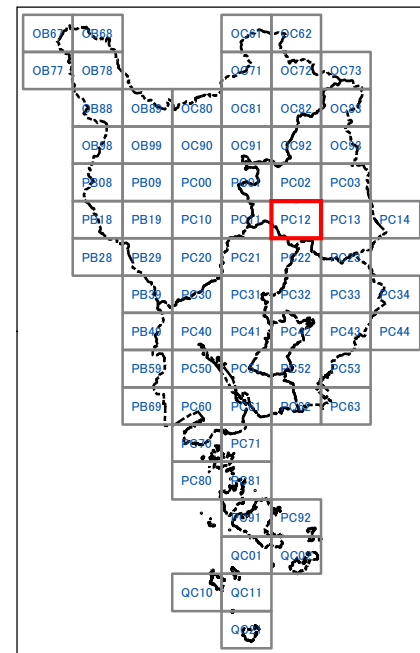 OB67 OB68 OC61 OC62
OB77 OB78 OC71 OC72 OC73
OB88 OB89 OC80 OC81 OC82 OC83
OB98 OB99 OC90 OC91 OC92 OC93
PB08 PB09 PC00 PC01 PC02 PC03
PB18 PB19 PC10 PC11 PC12 PC13 PC14
PB28 PB29 PC20 PC21 PC22 PC23
PB39 PC30 PC31 PC32 PC33 PC34
PB49 PC40 PC41 PC42 PC43 PC44
PB59 PC50 PC51 PC52 PC53
PB69 PC60 PC61 PC62 PC63
PC70 PC71
PC80 PC81
PC91 PC92
QC01 QC02
QC10 QC11
QC21